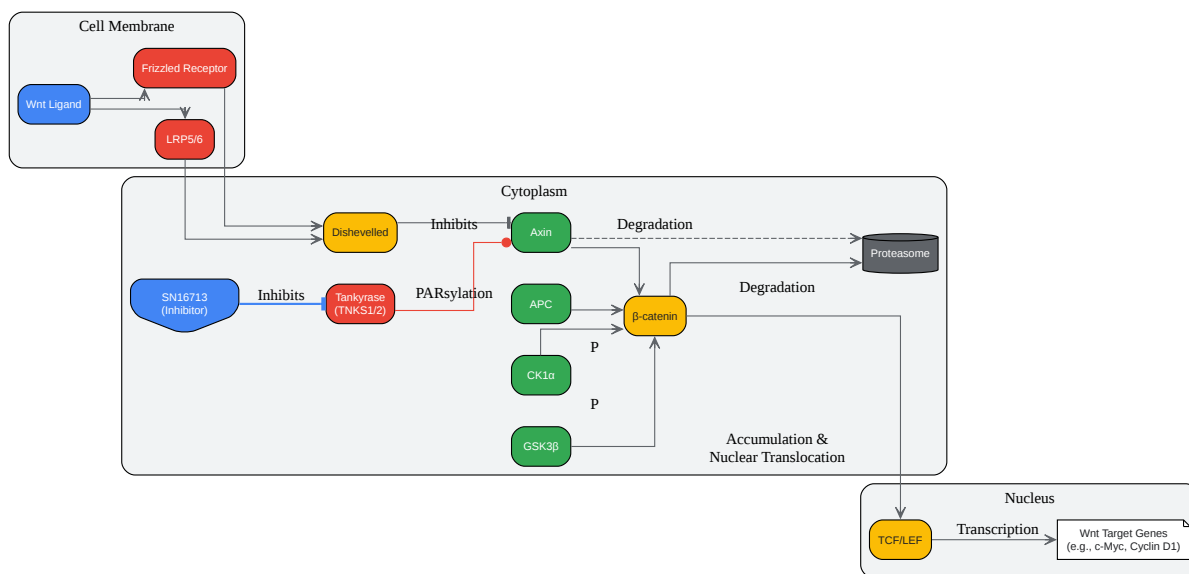 Cell Membrane
Frizzled Receptor
Wnt Ligand
LRP5/6
Cytoplasm
Dishevelled
Inhibits
Axin
Degradation
Proteasome
SN16713
(Inhibitor)
Inhibits
Tankyrase
(TNKS1/2)
PARsylation
APC
β-catenin
Degradation
P
CK1α
P
GSK3β
Accumulation &
Nuclear Translocation
Nucleus
TCF/LEF
Transcription
Wnt Target Genes
(e.g., c-Myc, Cyclin D1)